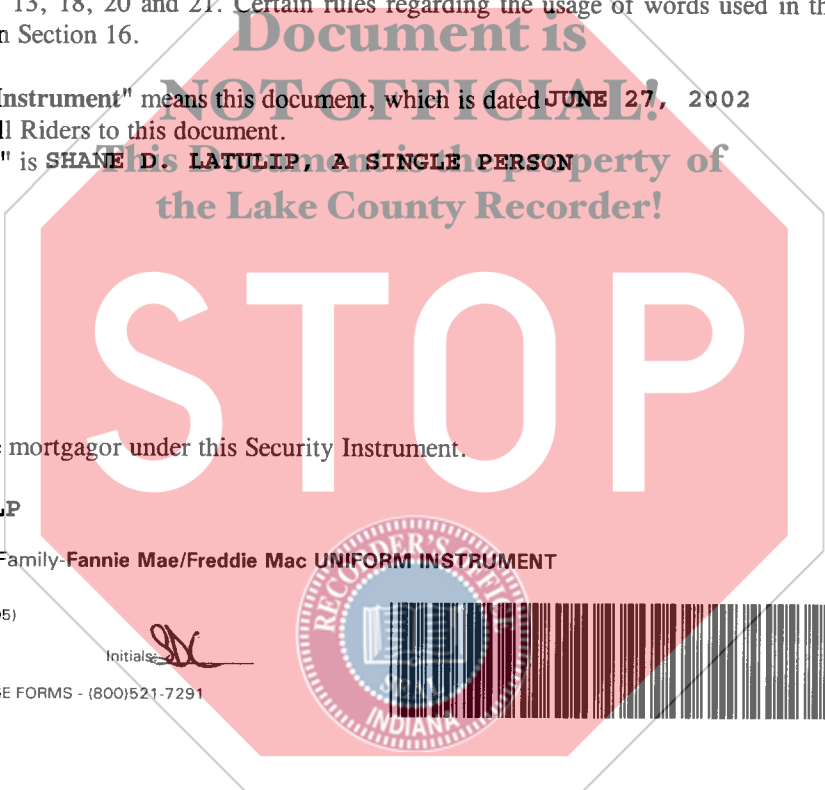 13, 18, 20 and 21. Certain rules regarding the usage of words used in th
n Section 16.
Document is
Instrument" means this document, which is dated JUNE 27, 2002
NOT OFFICIAL!
ll Riders to this document.
" is SHANE D. LATULIP, A SINGLE PERSON
This Document is the property of
the Lake County Recorder!
STOP
e mortgagor under this Security Instrument.
LP
Family-Fannie Mae/Freddie Mac UNIFORM INSTRUMENT
RECORDER'S OFFICE
05)
Initials:
SEAL
GE FORMS - (800)521-7291
INDIANA